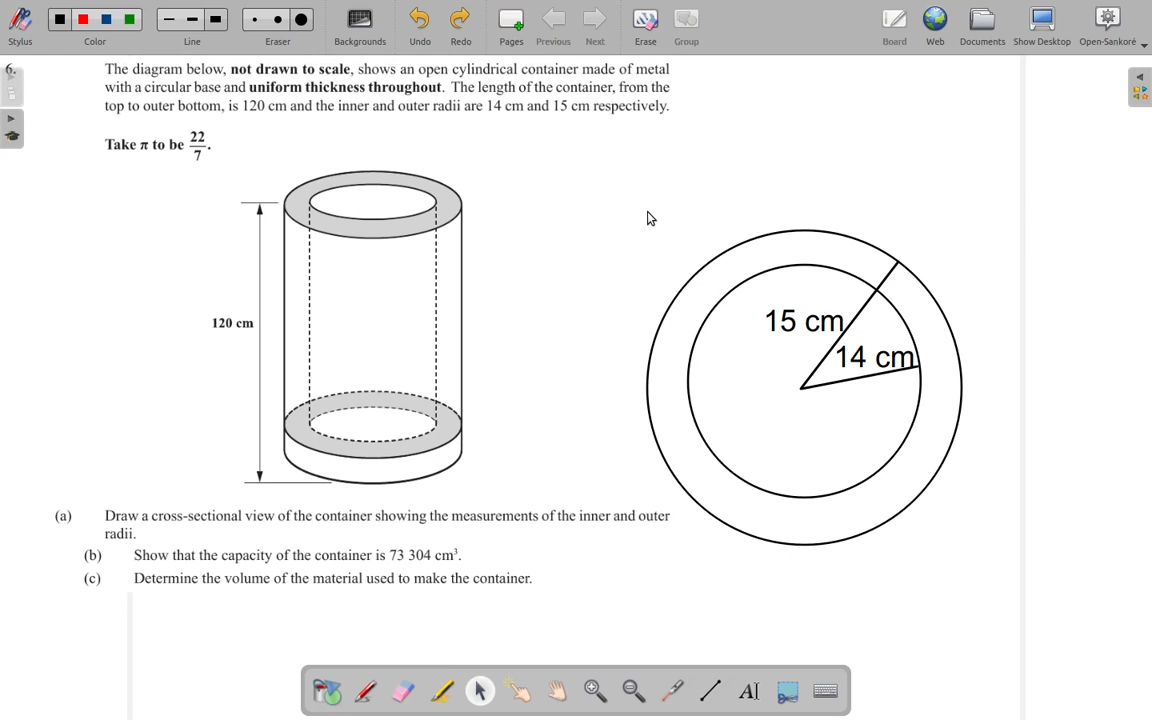 Stylus
Color
Line
Eraser
Backgrounds
Undo
Redo
Pages
Previous
Next
Erase
Group
Board
Web
Documents
Show Desktop
Open-Sankoré
6.
The diagram below, not drawn to scale, shows an open cylindrical container made of metal
with a circular base and uniform thickness throughout. The length of the container, from the
top to outer bottom, is 120 cm and the inner and outer radii are 14 cm and 15 cm respectively.
Take π to be 22/7.
120 cm
15 cm
14 cm
(a) Draw a cross-sectional view of the container showing the measurements of the inner and outer
radii.
(b) Show that the capacity of the container is 73 304 cm³.
(c) Determine the volume of the material used to make the container.
AI